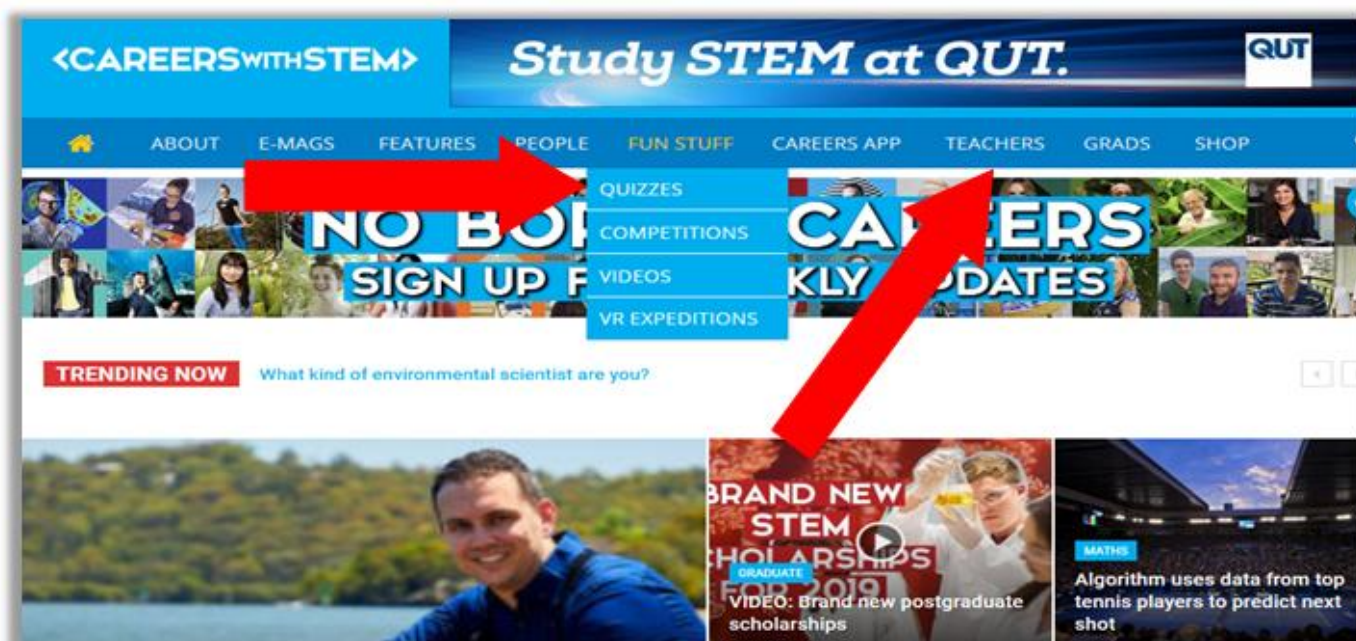 <CAREERSWITHSTEM>
Study STEM at QUT.
QUT
ABOUT E-MAGS FEATURES PEOPLE FUN STUFF CAREERS APP TEACHERS GRADS SHOP
QUIZZES
COMPETITIONS
VIDEOS
VR EXPEDITIONS
NO
SIGN UP
TRENDING NOW What kind of environmental scientist are you?
BRAND NEW
STEM
FOR 2019
GRADUATE
VIDEO: Brand new postgraduate
scholarships
MATHS
Algorithm uses data from top
tennis players to predict next
shot